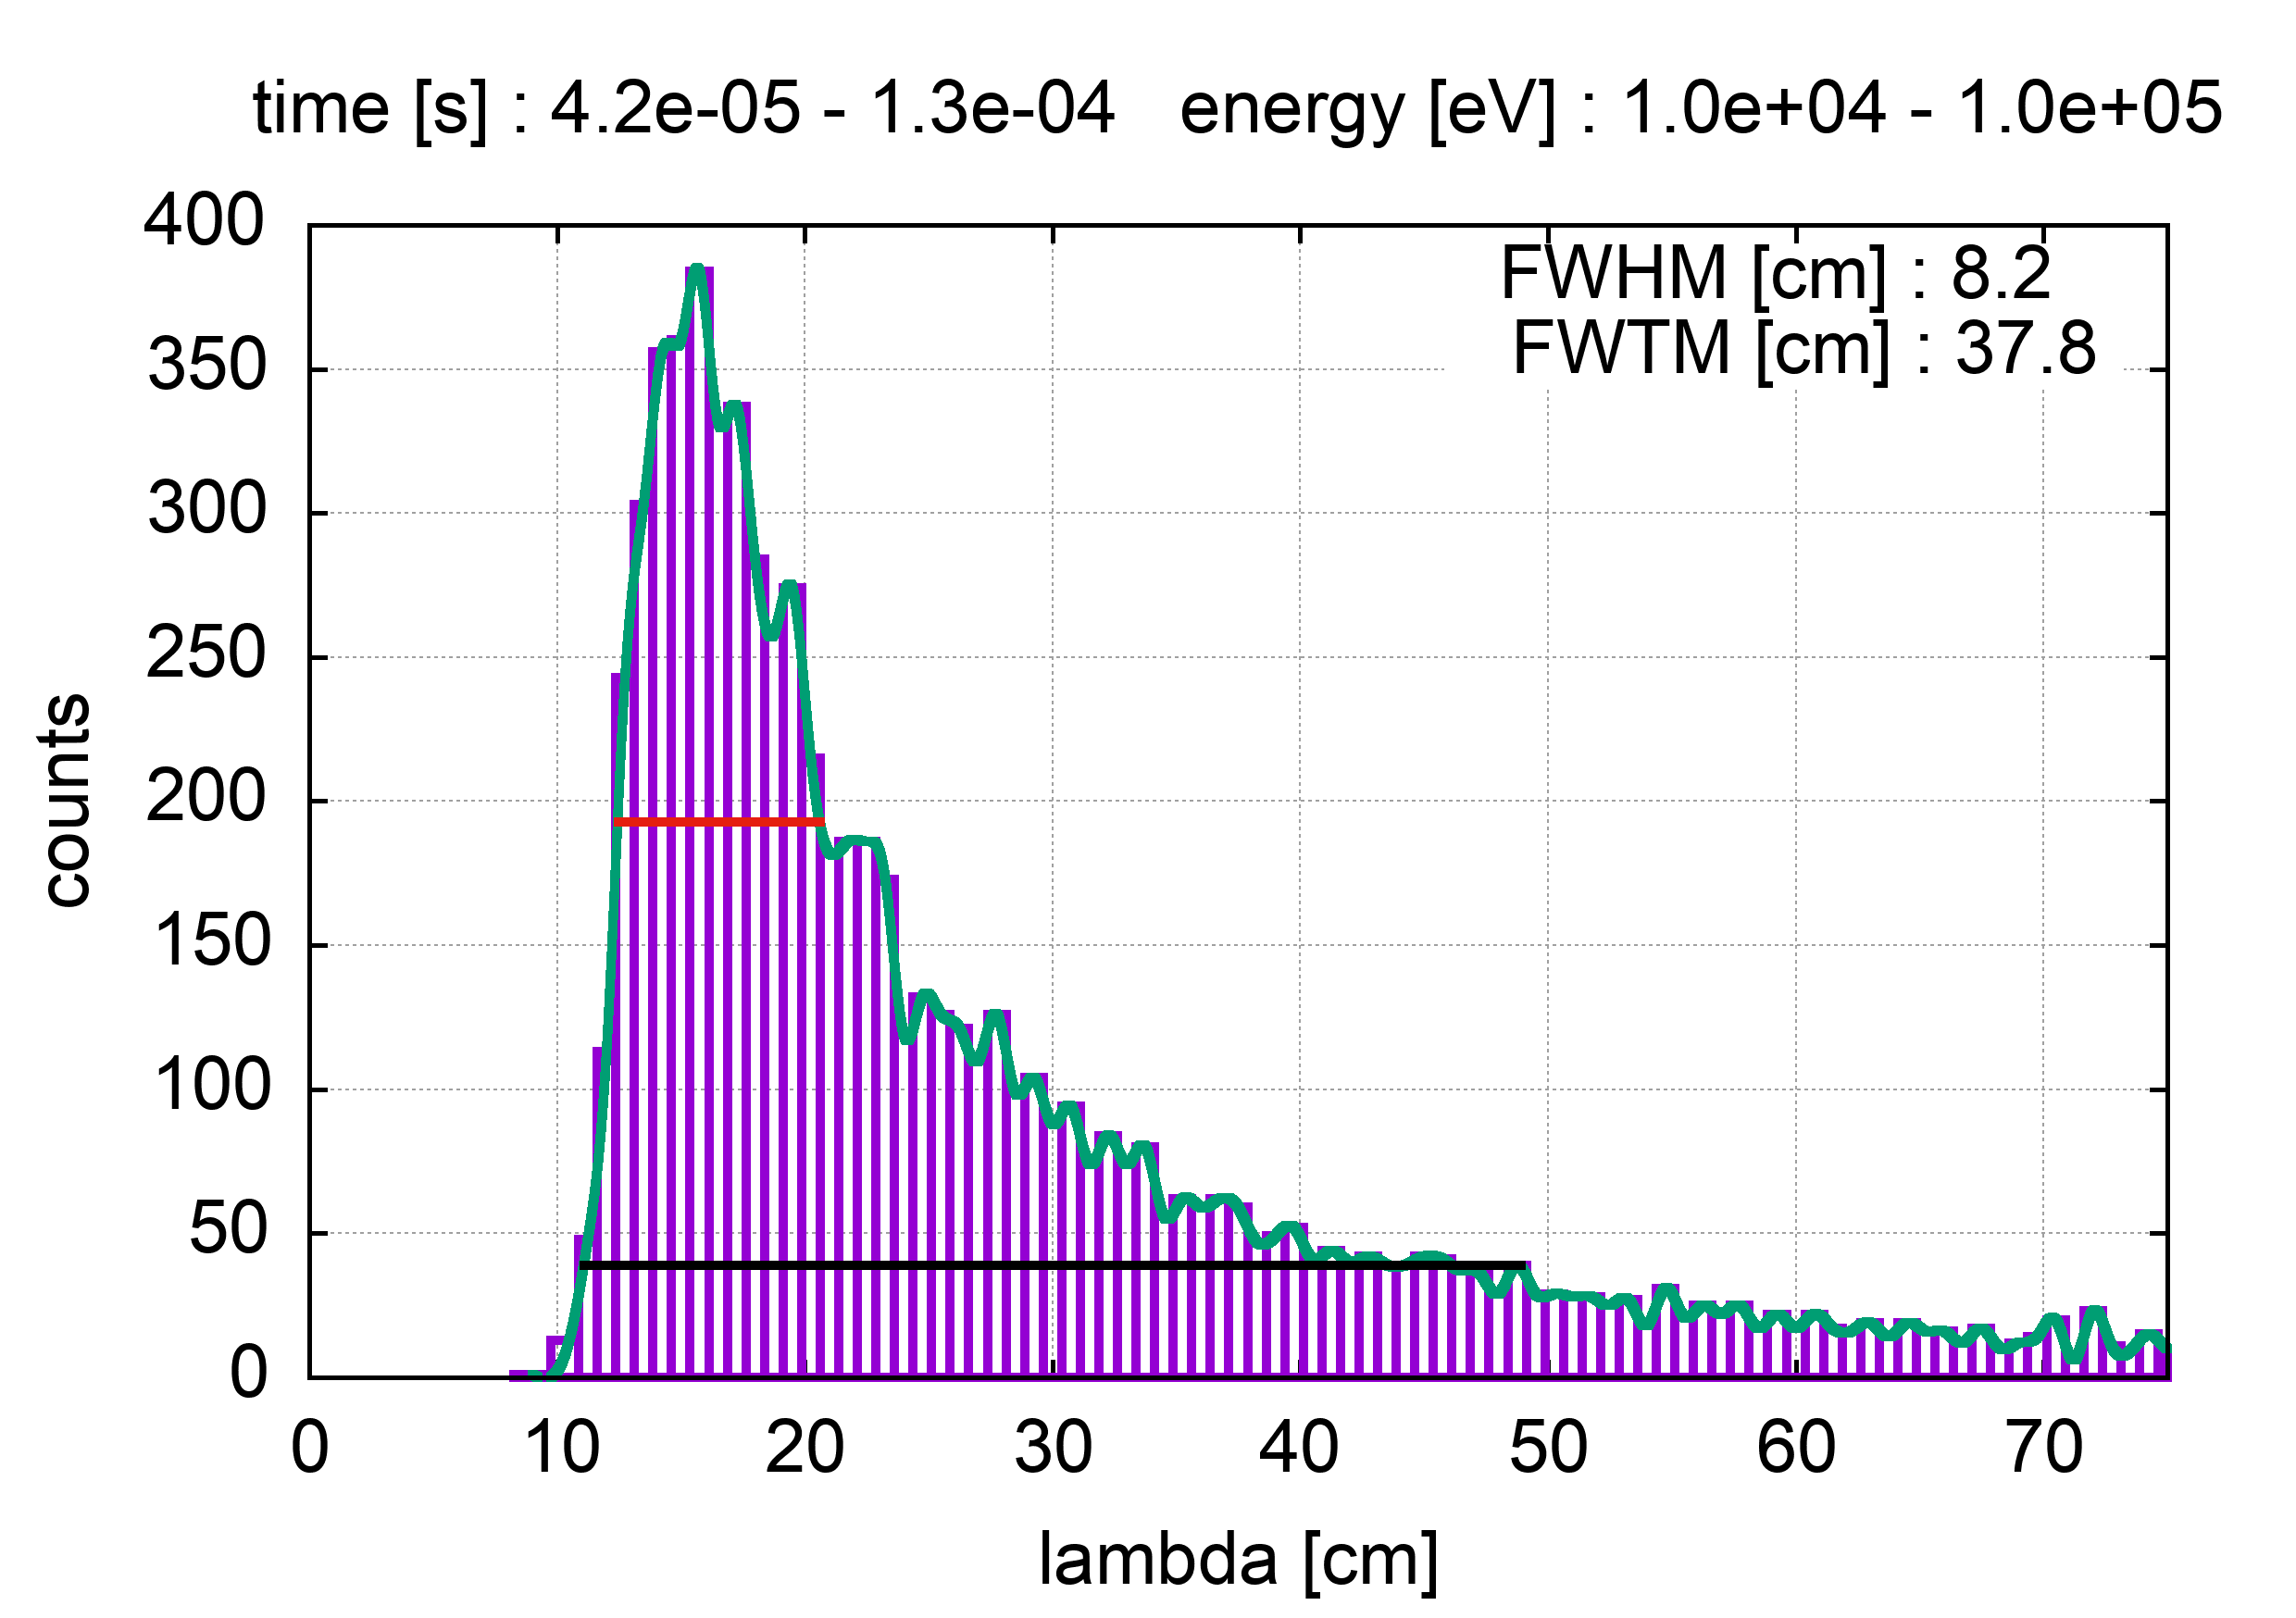 time [s] : 4.2e-05 - 1.3e-04   energy [eV] : 1.0e+04 - 1.0e+05
FWHM [cm] : 8.2
FWTM [cm] : 37.8
400
350
300
250
200
150
100
50
0
counts
0 10 20 30 40 50 60 70
lambda [cm]